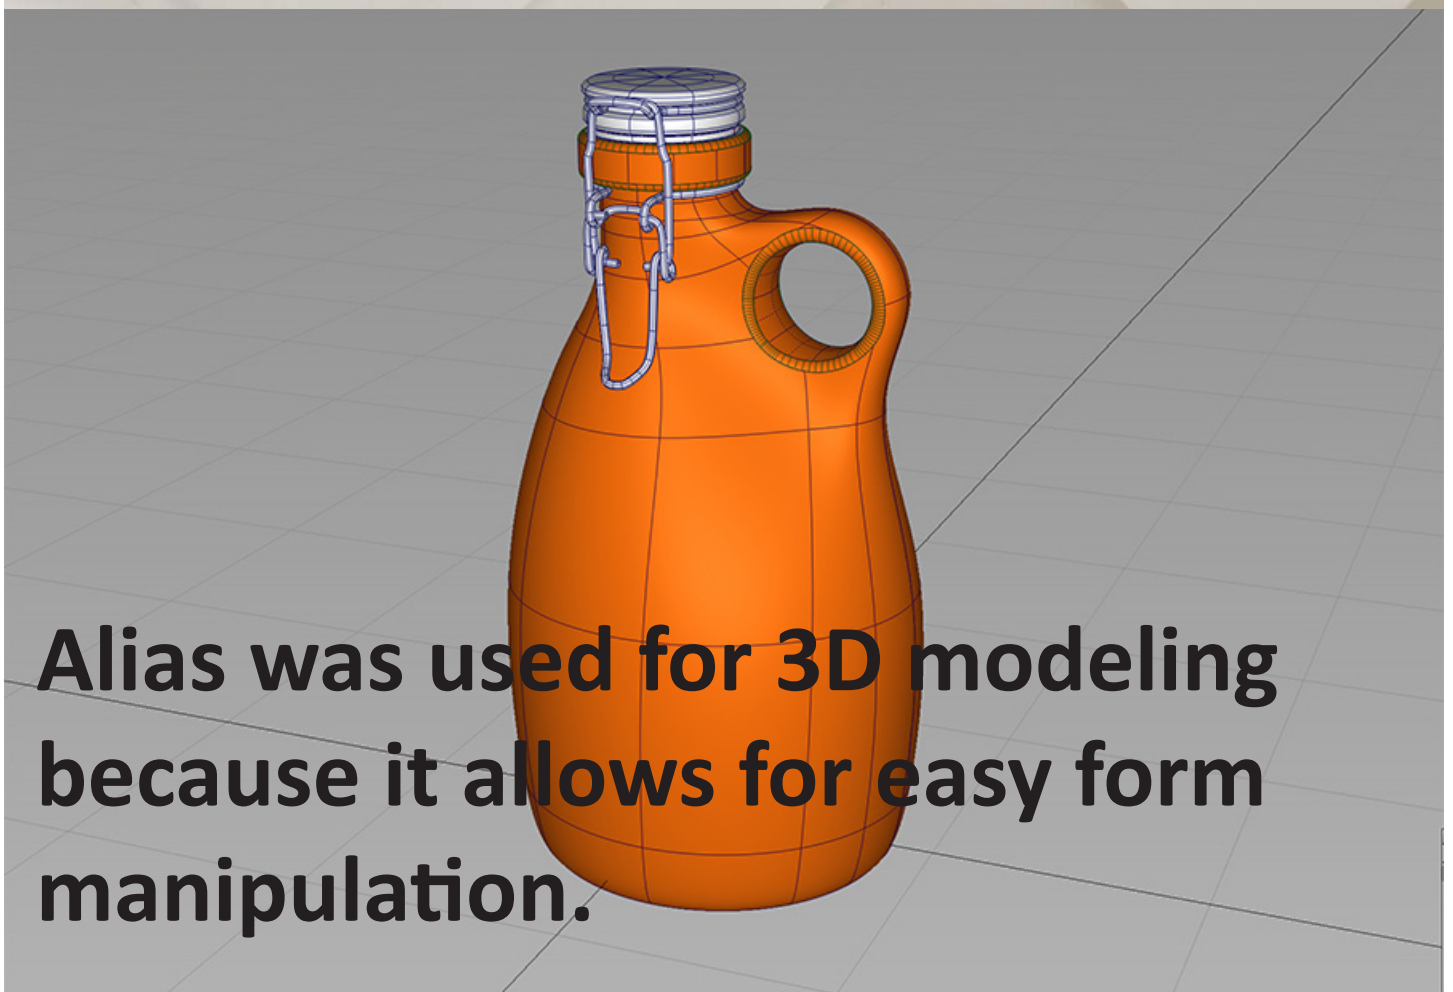 Alias was used for 3D modeling
because it allows for easy form
manipulation.